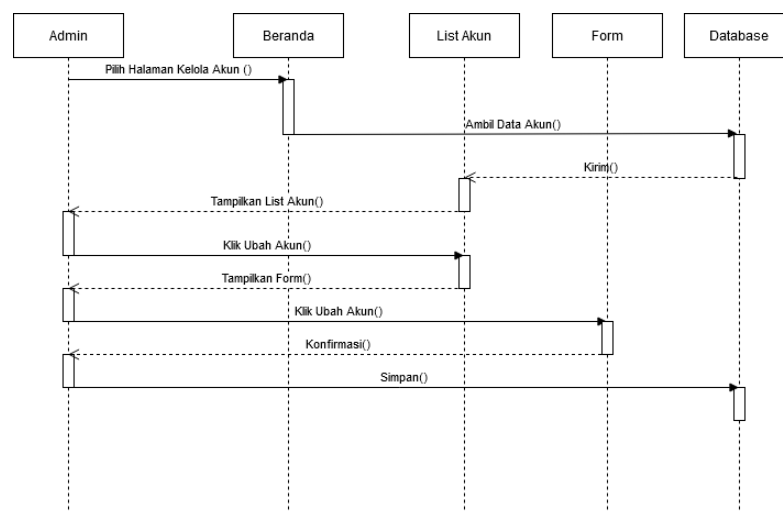 Admin
Beranda
List Akun
Form
Database
Pilih Halaman Kelola Akun ()
Ambil Data Akun()
Kirim()
Tampilkan List Akun()
Klik Ubah Akun()
Tampilkan Form()
Klik Ubah Akun()
Konfirmasi()
Simpan()